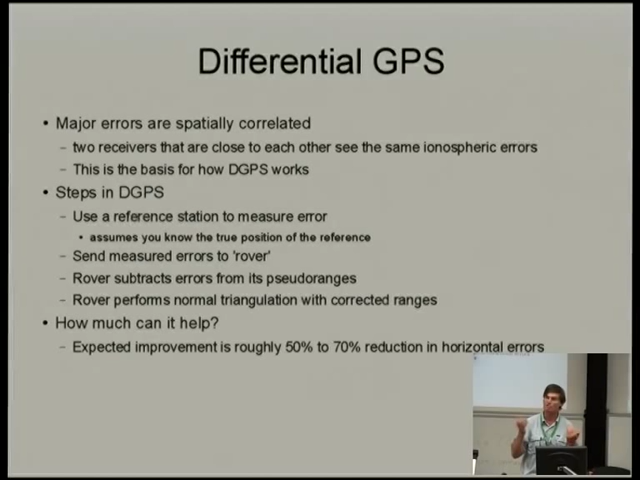 Differential GPS
• Major errors are spatially correlated
– two receivers that are close to each other see the same ionospheric errors
– This is the basis for how DGPS works
• Steps in DGPS
– Use a reference station to measure error
• assumes you know the true position of the reference
– Send measured errors to 'rover'
– Rover subtracts errors from its pseudoranges
– Rover performs normal triangulation with corrected ranges
• How much can it help?
– Expected improvement is roughly 50% to 70% reduction in horizontal errors